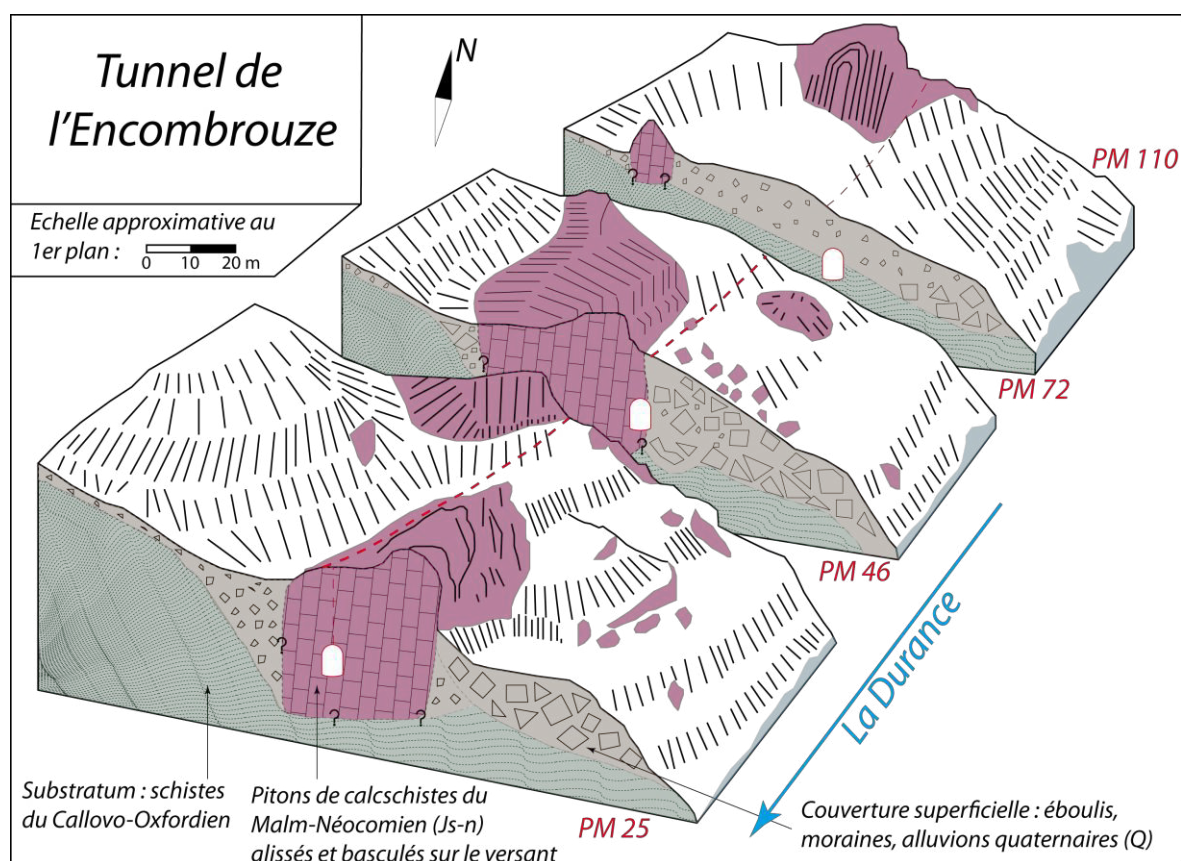 Tunnel de
l'Encombrouze
N
Echelle approximative au
1er plan :
0 10 20 m
PM 110
PM 72
PM 46
La Durance
PM 25
? ? ? ? ? ? ?
Substratum : schistes
du Callovo-Oxfordien
Pitons de calcschistes du
Malm-Néocomien (Js-n)
glissés et basculés sur le versant
Couverture superficielle : éboulis,
moraines, alluvions quaternaires (Q)